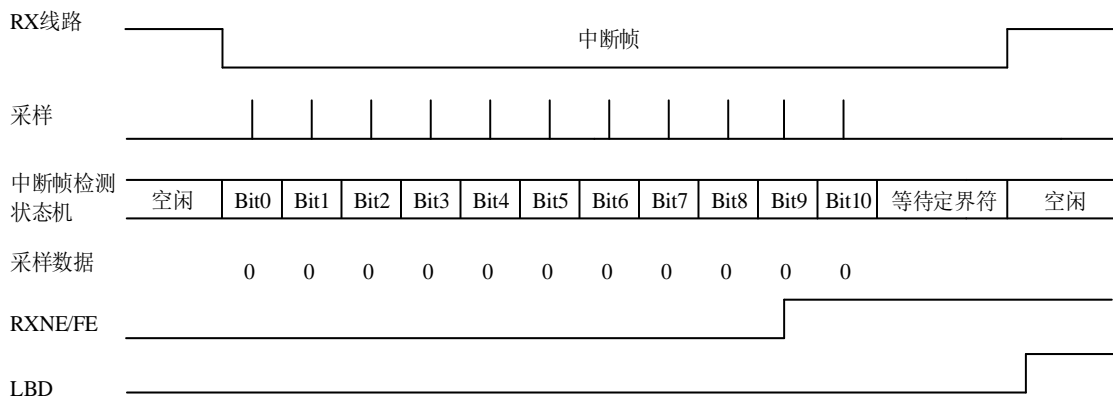 RX线路
中断帧
采样
中断帧检测
状态机
空闲 Bit0 Bit1 Bit2 Bit3 Bit4 Bit5 Bit6 Bit7 Bit8 Bit9 Bit10 等待定界符 空闲
采样数据
0 0 0 0 0 0 0 0 0 0 0
RXNE/FE
LBD